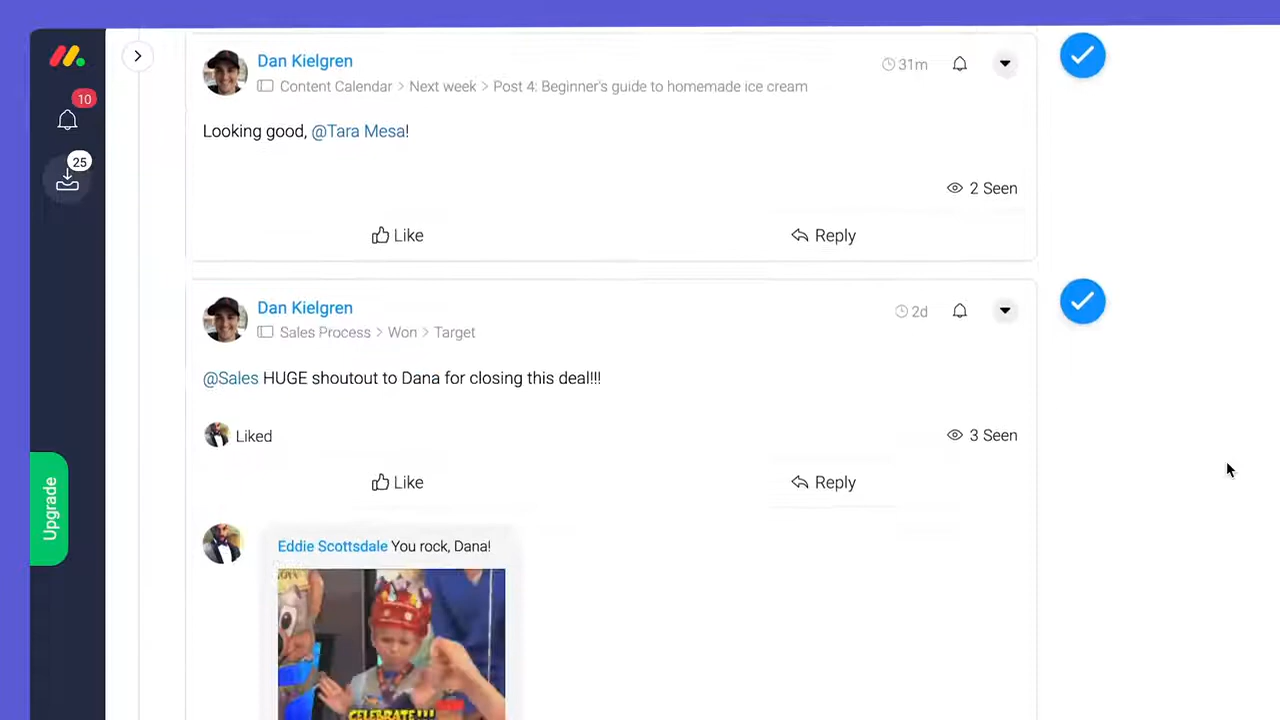 10
25
Upgrade
Dan Kielgren
31m
Content Calendar > Next week > Post 4: Beginner's guide to homemade ice cream
Looking good, @Tara Mesa!
2 Seen
Like
Reply
Dan Kielgren
2d
Sales Process > Won > Target
@Sales HUGE shoutout to Dana for closing this deal!!!
Liked
3 Seen
Like
Reply
Eddie Scottsdale You rock, Dana!
CELEBRATE!!!